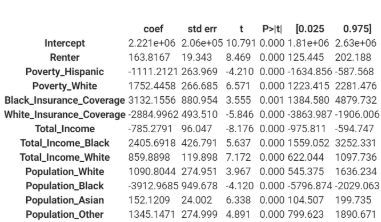 coef std err t P>|t| [0.025 0.975]
Intercept 2.221e+06 2.06e+05 10.791 0.000 1.81e+06 2.63e+06
Renter 163.8167 19.343 8.469 0.000 125.445 202.188
Poverty_Hispanic -1111.2121 263.969 -4.210 0.000 -1634.856 -587.568
Poverty_White 1752.4458 266.685 6.571 0.000 1223.415 2281.476
Black_Insurance_Coverage 3132.1556 880.954 3.555 0.001 1384.580 4879.732
White_Insurance_Coverage -2884.9962 493.510 -5.846 0.000 -3863.987 -1906.006
Total_Income -785.2791 96.047 -8.176 0.000 -975.811 -594.747
Total_Income_Black 2405.6918 426.791 5.637 0.000 1559.052 3252.331
Total_Income_White 859.8898 119.898 7.172 0.000 622.044 1097.736
Population_White 1090.8044 274.951 3.967 0.000 545.375 1636.234
Population_Black -3912.9685 949.678 -4.120 0.000 -5796.874 -2029.063
Population_Asian 152.1209 24.002 6.338 0.000 104.507 199.735
Population_Other 1345.1471 274.999 4.891 0.000 799.623 1890.671